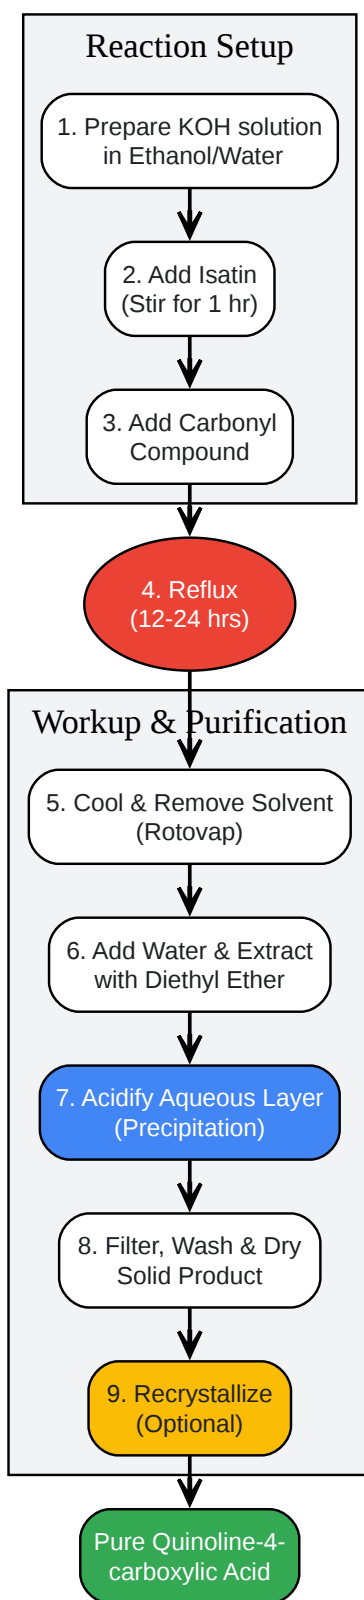 Reaction Setup
1. Prepare KOH solution
in Ethanol/Water
2. Add Isatin
(Stir for 1 hr)
3. Add Carbonyl
Compound
4. Reflux
(12-24 hrs)
Workup & Purification
5. Cool & Remove Solvent
(Rotovap)
6. Add Water & Extract
with Diethyl Ether
7. Acidify Aqueous Layer
(Precipitation)
8. Filter, Wash & Dry
Solid Product
9. Recrystallize
(Optional)
Pure Quinoline-4-
carboxylic Acid